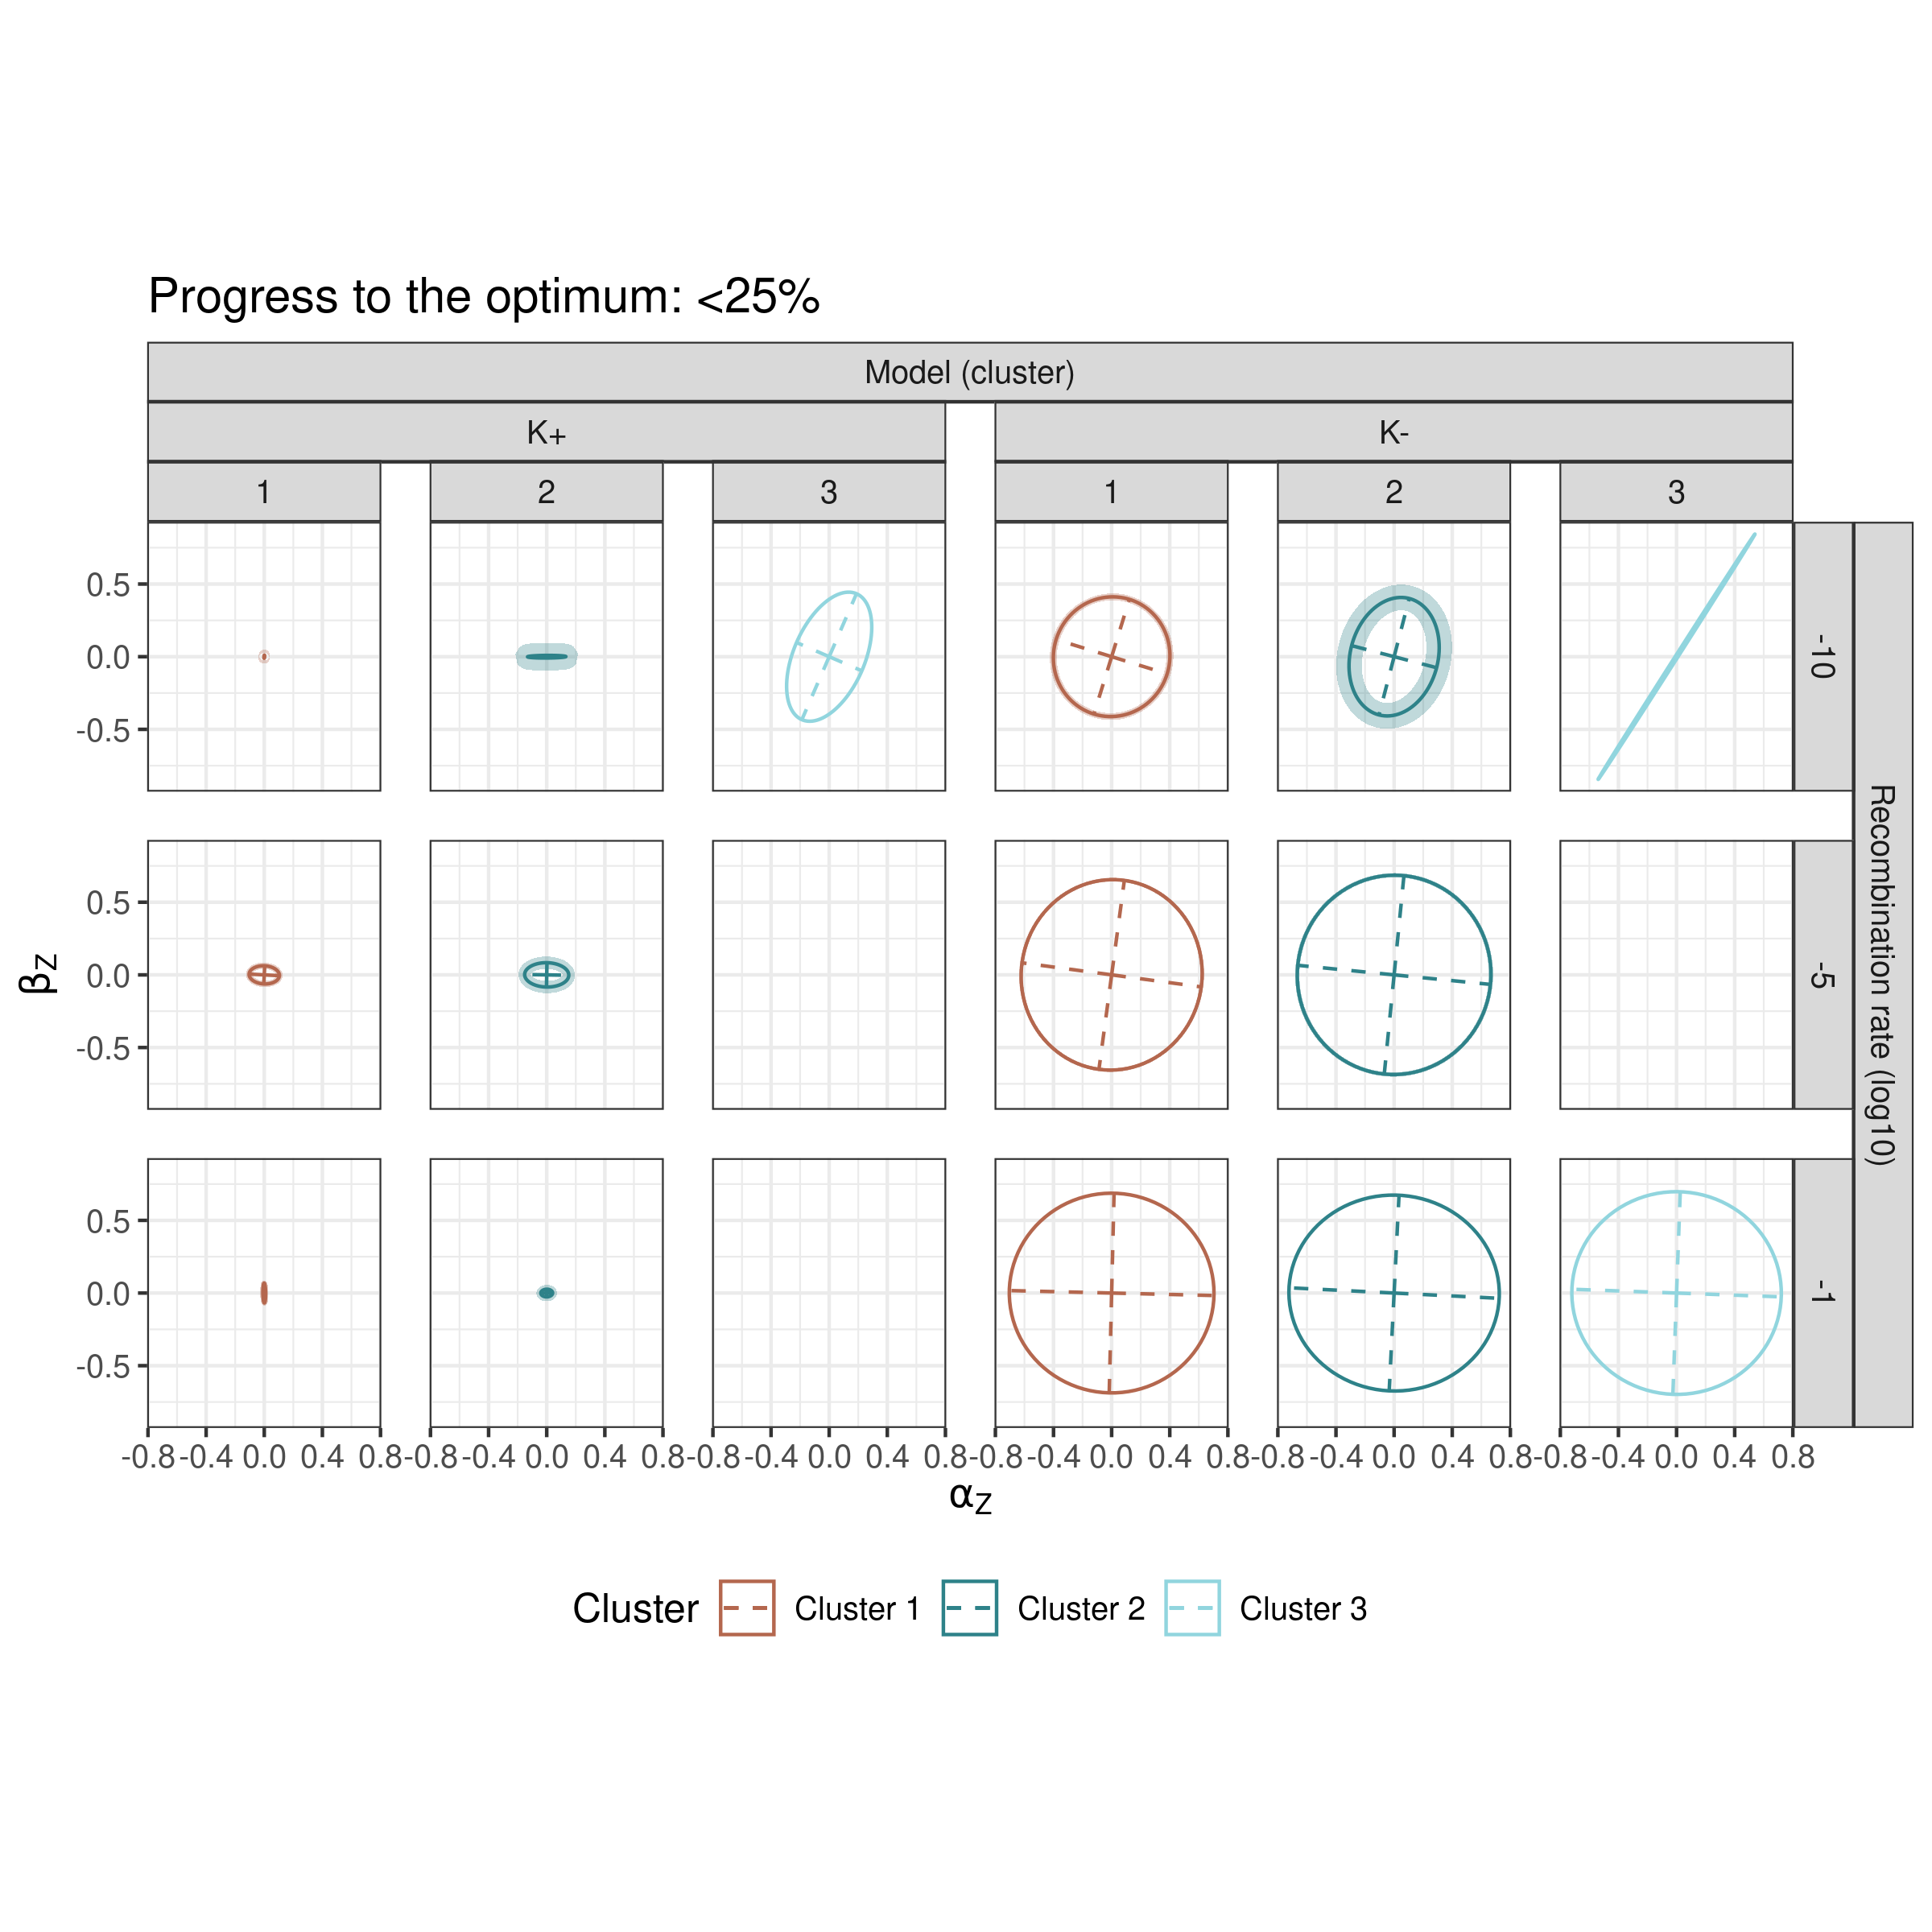 Progress to the optimum: <25%
Model (cluster)
K+ K-
1 2 3 1 2 3
0.5
0.0
-0.5
-10
0.5
0.0
-0.5
-5
0.5
0.0
-0.5
-1
Recombination rate (log10)
βZ
-0.8 -0.4 0.0 0.4 0.8 -0.8 -0.4 0.0 0.4 0.8 -0.8 -0.4 0.0 0.4 0.8 -0.8 -0.4 0.0 0.4 0.8 -0.8 -0.4 0.0 0.4 0.8 -0.8 -0.4 0.0 0.4 0.8
αZ
Cluster Cluster 1 Cluster 2 Cluster 3